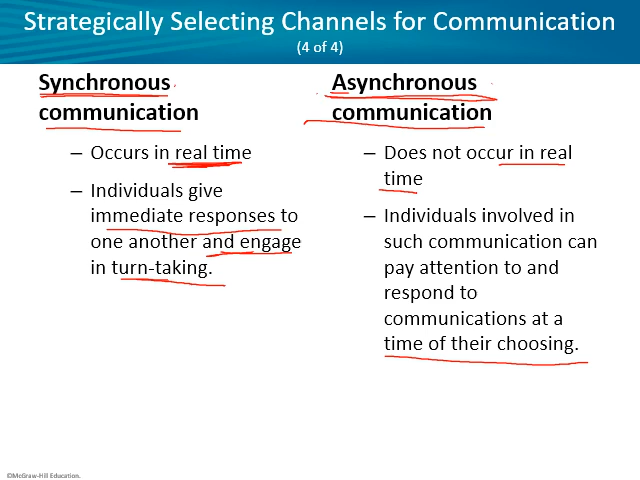 Strategically Selecting Channels for Communication
(4 of 4)
Synchronous
communication
– Occurs in real time
– Individuals give
immediate responses to
one another and engage
in turn-taking.
Asynchronous
communication
– Does not occur in real
time
– Individuals involved in
such communication can
pay attention to and
respond to
communications at a
time of their choosing.
©McGraw-Hill Education.